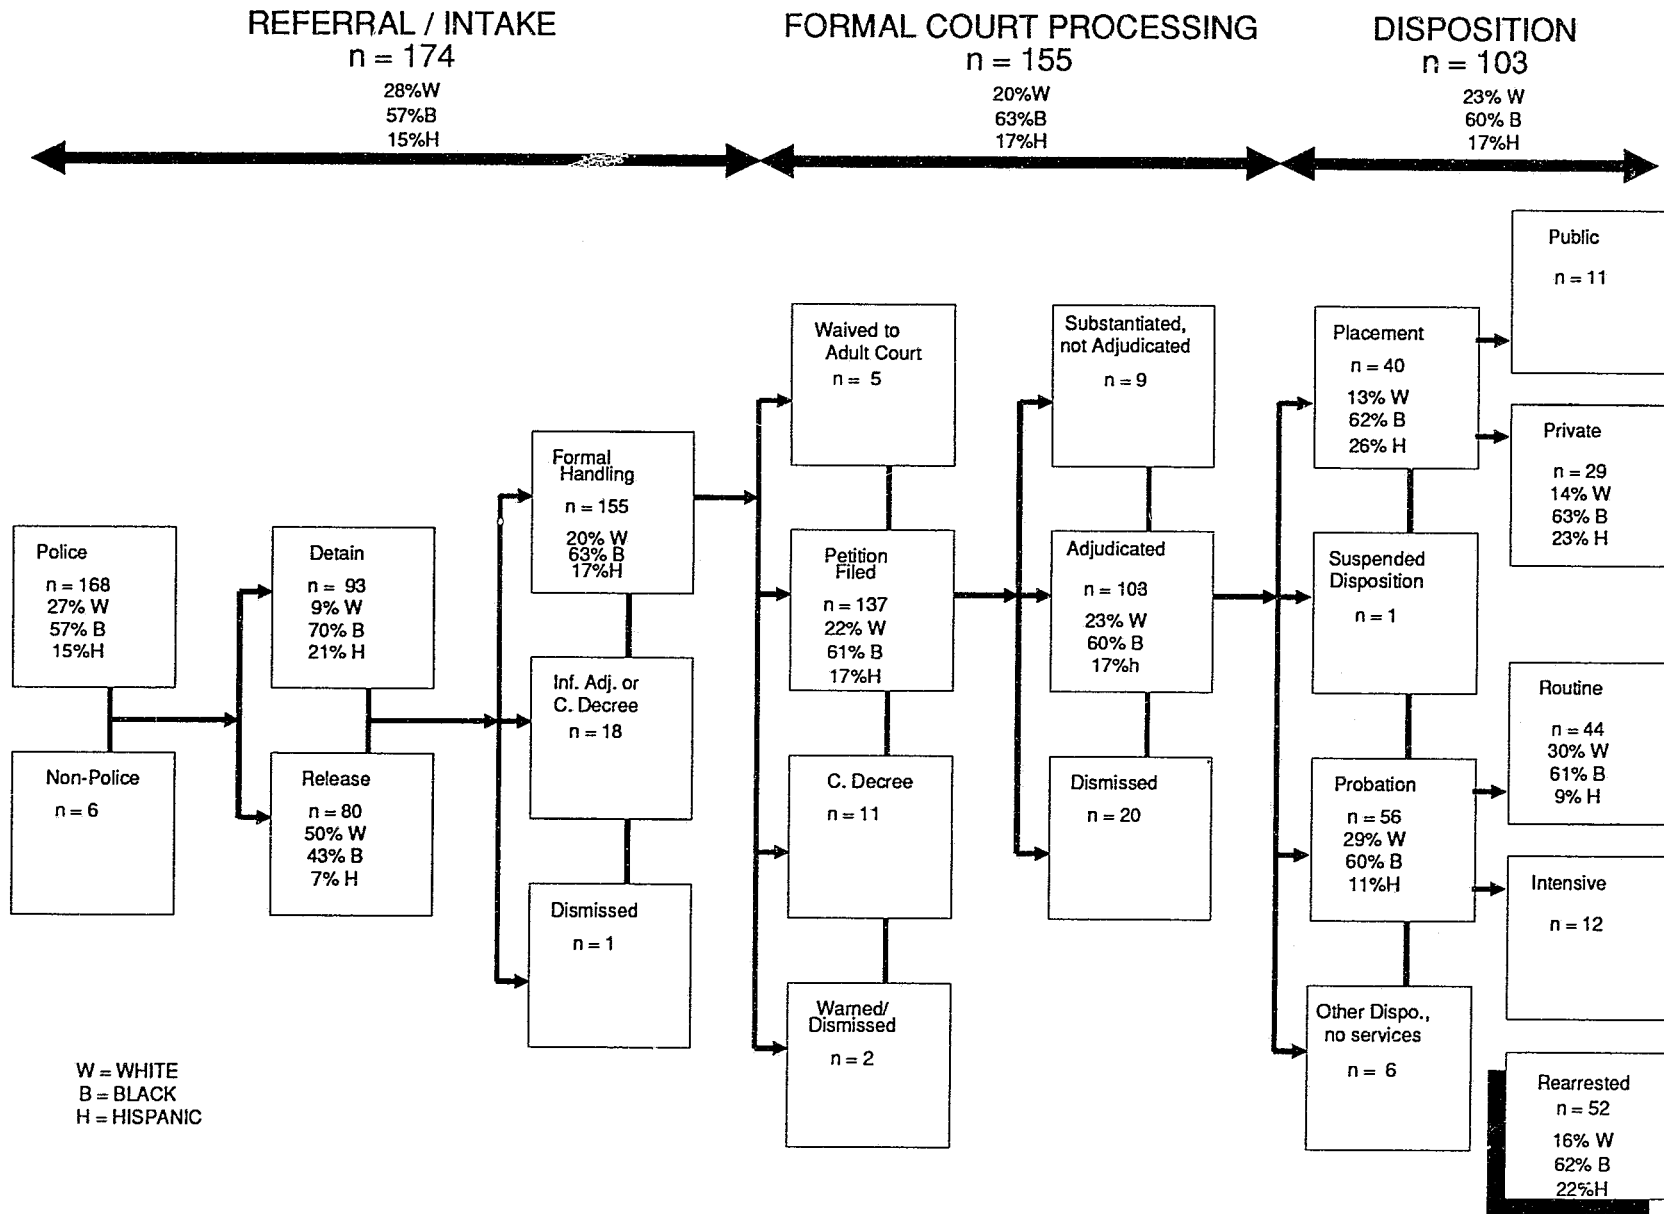 REFERRAL / INTAKE
n = 174
28%W
57%B
15%H
FORMAL COURT PROCESSING
n = 155
20%W
63%B
17%H
DISPOSITION
n = 103
23% W
60% B
17%H
Police
n = 168
27% W
57% B
15%H
Non-Police
n = 6
Detain
n = 93
9% W
70% B
21% H
Release
n = 80
50% W
43% B
7% H
Formal
Handling
n = 155
20% W
63% B
17%H
Inf. Adj. or
C. Decree
n = 18
Dismissed
n = 1
Waived to
Adult Court
n = 5
Petition
Filed
n = 137
22% W
61% B
17%H
C. Decree
n = 11
Warned/
Dismissed
n = 2
Substantiated,
not Adjudicated
n = 9
Adjudicated
n = 103
23% W
60% B
17%h
Dismissed
n = 20
Placement
n = 40
13% W
62% B
26% H
Suspended
Disposition
n = 1
Probation
n = 56
29% W
60% B
11%H
Other Dispo.,
no services
n = 6
Public
n = 11
Private
n = 29
14% W
63% B
23% H
Routine
n = 44
30% W
61% B
9% H
Intensive
n = 12
Rearrested
n = 52
16% W
62% B
22%H
W = WHITE
B = BLACK
H = HISPANIC